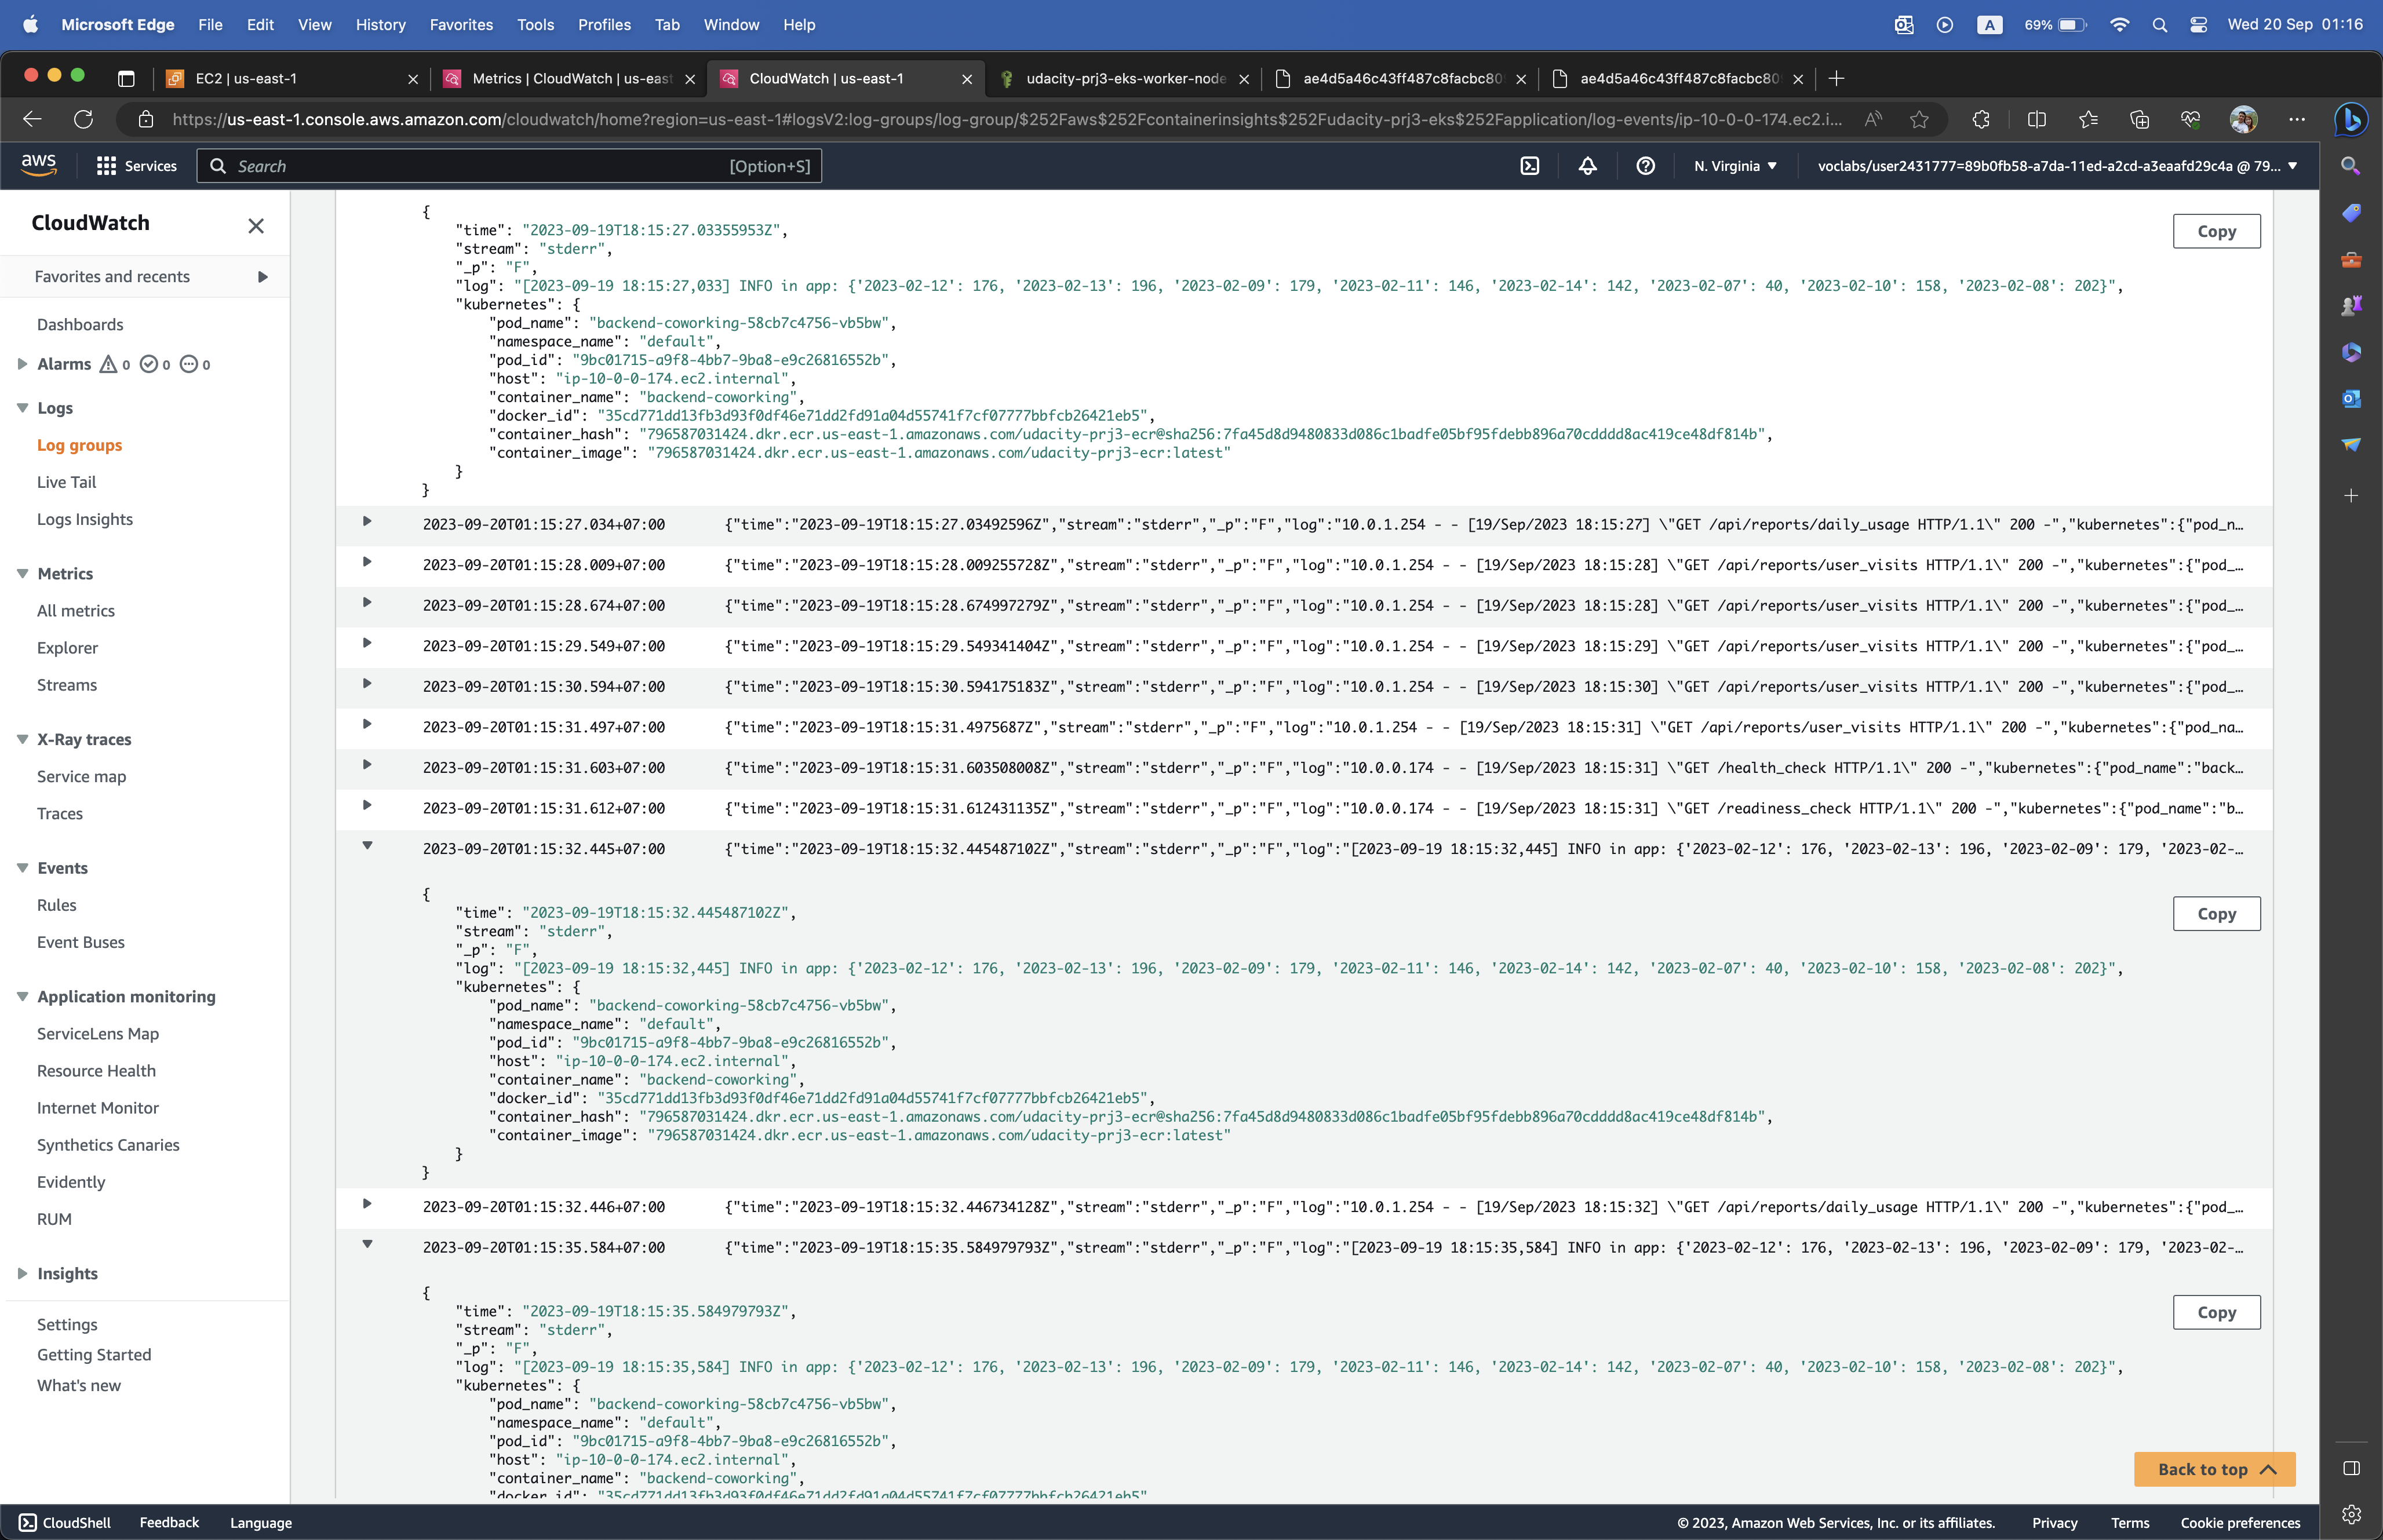 Microsoft Edge File Edit View History Favorites Tools Profiles Tab Window Help A 69% Wed 20 Sep 01:16
EC2 | us-east-1 Metrics | CloudWatch | us-east CloudWatch | us-east-1 udacity-prj3-eks-worker-node ae4d5a46c43ff487c8facbc80 ae4d5a46c43ff487c8facbc80
https://us-east-1.console.aws.amazon.com/cloudwatch/home?region=us-east-1#logsV2:log-groups/log-group/$252Faws$252Fcontainerinsights$252Fudacity-prj3-eks$252Fapplication/log-events/ip-10-0-0-174.ec2.i...
aws Services Search [Option+S] N. Virginia voclabs/user2431777=89b0fb58-a7da-11ed-a2cd-a3eaafd29c4a @ 79...
CloudWatch
Favorites and recents
Dashboards
Alarms 0 0 0
Logs
Log groups
Live Tail
Logs Insights
Metrics
All metrics
Explorer
Streams
X-Ray traces
Service map
Traces
Events
Rules
Event Buses
Application monitoring
ServiceLens Map
Resource Health
Internet Monitor
Synthetics Canaries
Evidently
RUM
Insights
Settings
Getting Started
What's new
{
"time": "2023-09-19T18:15:27.03355953Z",
Copy
"stream": "stderr",
"_p": "F",
"log": "[2023-09-19 18:15:27,033] INFO in app: {'2023-02-12': 176, '2023-02-13': 196, '2023-02-09': 179, '2023-02-11': 146, '2023-02-14': 142, '2023-02-07': 40, '2023-02-10': 158, '2023-02-08': 202}",
"kubernetes": {
"pod_name": "backend-coworking-58cb7c4756-vb5bw",
"namespace_name": "default",
"pod_id": "9bc01715-a9f8-4bb7-9ba8-e9c26816552b",
"host": "ip-10-0-0-174.ec2.internal",
"container_name": "backend-coworking",
"docker_id": "35cd771dd13fb3d93f0df46e71dd2fd91a04d55741f7cf07777bbfcb26421eb5",
"container_hash": "796587031424.dkr.ecr.us-east-1.amazonaws.com/udacity-prj3-ecr@sha256:7fa45d8d9480833d086c1badfe05bf95fdebb896a70cdddd8ac419ce48df814b",
"container_image": "796587031424.dkr.ecr.us-east-1.amazonaws.com/udacity-prj3-ecr:latest"
}
}
2023-09-20T01:15:27.034+07:00 {"time":"2023-09-19T18:15:27.03492596Z","stream":"stderr","_p":"F","log":"10.0.1.254 - - [19/Sep/2023 18:15:27] \"GET /api/reports/daily_usage HTTP/1.1\" 200 -","kubernetes":{"pod_n...
2023-09-20T01:15:28.009+07:00 {"time":"2023-09-19T18:15:28.009255728Z","stream":"stderr","_p":"F","log":"10.0.1.254 - - [19/Sep/2023 18:15:28] \"GET /api/reports/user_visits HTTP/1.1\" 200 -","kubernetes":{"pod_...
2023-09-20T01:15:28.674+07:00 {"time":"2023-09-19T18:15:28.674997279Z","stream":"stderr","_p":"F","log":"10.0.1.254 - - [19/Sep/2023 18:15:28] \"GET /api/reports/user_visits HTTP/1.1\" 200 -","kubernetes":{"pod_...
2023-09-20T01:15:29.549+07:00 {"time":"2023-09-19T18:15:29.549341404Z","stream":"stderr","_p":"F","log":"10.0.1.254 - - [19/Sep/2023 18:15:29] \"GET /api/reports/user_visits HTTP/1.1\" 200 -","kubernetes":{"pod_...
2023-09-20T01:15:30.594+07:00 {"time":"2023-09-19T18:15:30.594175183Z","stream":"stderr","_p":"F","log":"10.0.1.254 - - [19/Sep/2023 18:15:30] \"GET /api/reports/user_visits HTTP/1.1\" 200 -","kubernetes":{"pod_...
2023-09-20T01:15:31.497+07:00 {"time":"2023-09-19T18:15:31.4975687Z","stream":"stderr","_p":"F","log":"10.0.1.254 - - [19/Sep/2023 18:15:31] \"GET /api/reports/user_visits HTTP/1.1\" 200 -","kubernetes":{"pod_na...
2023-09-20T01:15:31.603+07:00 {"time":"2023-09-19T18:15:31.603508008Z","stream":"stderr","_p":"F","log":"10.0.0.174 - - [19/Sep/2023 18:15:31] \"GET /health_check HTTP/1.1\" 200 -","kubernetes":{"pod_name":"back...
2023-09-20T01:15:31.612+07:00 {"time":"2023-09-19T18:15:31.612431135Z","stream":"stderr","_p":"F","log":"10.0.0.174 - - [19/Sep/2023 18:15:31] \"GET /readiness_check HTTP/1.1\" 200 -","kubernetes":{"pod_name":"b...
2023-09-20T01:15:32.445+07:00 {"time":"2023-09-19T18:15:32.445487102Z","stream":"stderr","_p":"F","log":"[2023-09-19 18:15:32,445] INFO in app: {'2023-02-12': 176, '2023-02-13': 196, '2023-02-09': 179, '2023-02-...
{
"time": "2023-09-19T18:15:32.445487102Z",
Copy
"stream": "stderr",
"_p": "F",
"log": "[2023-09-19 18:15:32,445] INFO in app: {'2023-02-12': 176, '2023-02-13': 196, '2023-02-09': 179, '2023-02-11': 146, '2023-02-14': 142, '2023-02-07': 40, '2023-02-10': 158, '2023-02-08': 202}",
"kubernetes": {
"pod_name": "backend-coworking-58cb7c4756-vb5bw",
"namespace_name": "default",
"pod_id": "9bc01715-a9f8-4bb7-9ba8-e9c26816552b",
"host": "ip-10-0-0-174.ec2.internal",
"container_name": "backend-coworking",
"docker_id": "35cd771dd13fb3d93f0df46e71dd2fd91a04d55741f7cf07777bbfcb26421eb5",
"container_hash": "796587031424.dkr.ecr.us-east-1.amazonaws.com/udacity-prj3-ecr@sha256:7fa45d8d9480833d086c1badfe05bf95fdebb896a70cdddd8ac419ce48df814b",
"container_image": "796587031424.dkr.ecr.us-east-1.amazonaws.com/udacity-prj3-ecr:latest"
}
}
2023-09-20T01:15:32.446+07:00 {"time":"2023-09-19T18:15:32.446734128Z","stream":"stderr","_p":"F","log":"10.0.1.254 - - [19/Sep/2023 18:15:32] \"GET /api/reports/daily_usage HTTP/1.1\" 200 -","kubernetes":{"pod_...
2023-09-20T01:15:35.584+07:00 {"time":"2023-09-19T18:15:35.584979793Z","stream":"stderr","_p":"F","log":"[2023-09-19 18:15:35,584] INFO in app: {'2023-02-12': 176, '2023-02-13': 196, '2023-02-09': 179, '2023-02-...
{
"time": "2023-09-19T18:15:35.584979793Z",
Copy
"stream": "stderr",
"_p": "F",
"log": "[2023-09-19 18:15:35,584] INFO in app: {'2023-02-12': 176, '2023-02-13': 196, '2023-02-09': 179, '2023-02-11': 146, '2023-02-14': 142, '2023-02-07': 40, '2023-02-10': 158, '2023-02-08': 202}",
"kubernetes": {
"pod_name": "backend-coworking-58cb7c4756-vb5bw",
"namespace_name": "default",
"pod_id": "9bc01715-a9f8-4bb7-9ba8-e9c26816552b",
"host": "ip-10-0-0-174.ec2.internal",
"container_name": "backend-coworking",
"docker_id": "35cd771dd13fb3d93f0df46e71dd2fd91a04d55741f7cf07777bbfcb26421eb5"
Back to top
CloudShell Feedback Language © 2023, Amazon Web Services, Inc. or its affiliates. Privacy Terms Cookie preferences